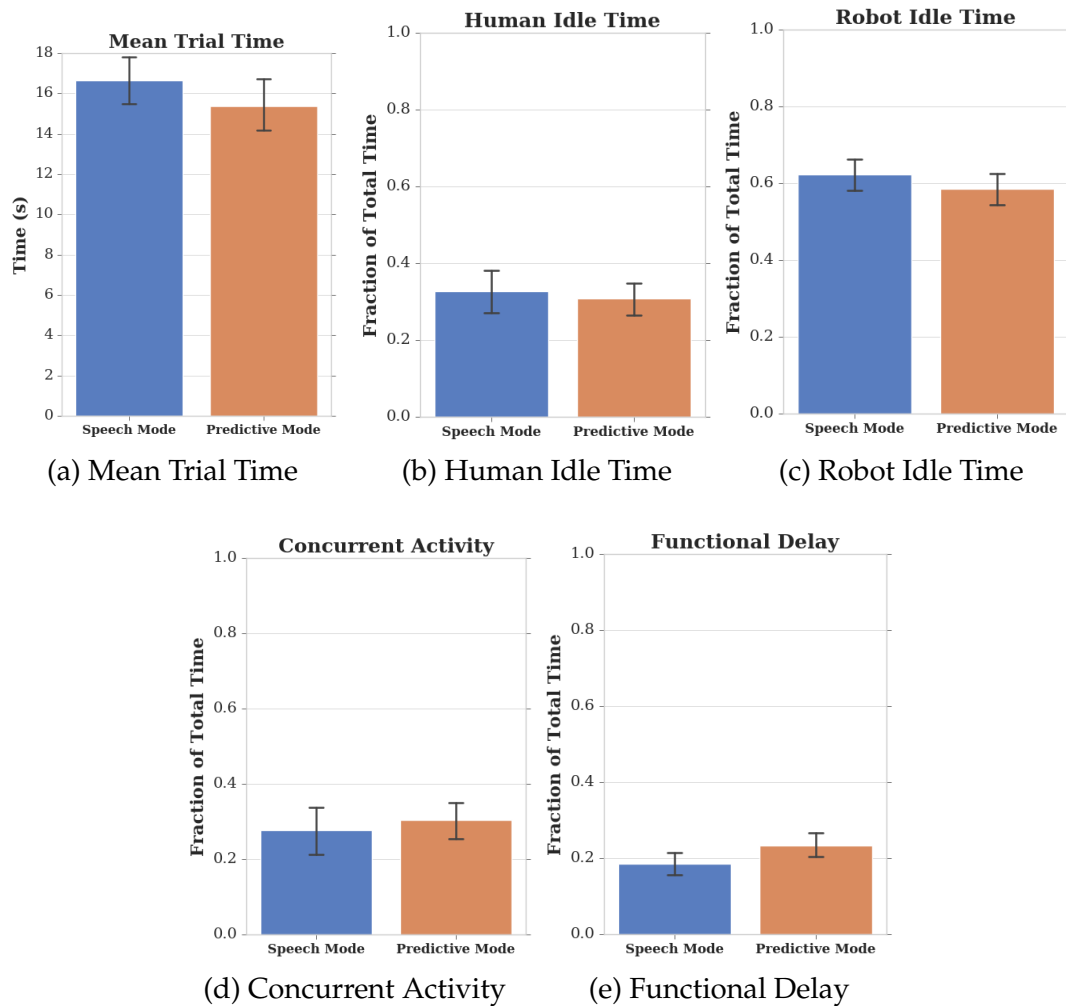 Mean Trial Time
18
16
14
12
10
8
6
4
2
0
Time (s)
Speech Mode Predictive Mode
(a) Mean Trial Time
Human Idle Time
1.0
0.8
0.6
0.4
0.2
0.0
Fraction of Total Time
Speech Mode Predictive Mode
(b) Human Idle Time
Robot Idle Time
1.0
0.8
0.6
0.4
0.2
0.0
Fraction of Total Time
Speech Mode Predictive Mode
(c) Robot Idle Time
Concurrent Activity
1.0
0.8
0.6
0.4
0.2
0.0
Fraction of Total Time
Speech Mode Predictive Mode
(d) Concurrent Activity
Functional Delay
1.0
0.8
0.6
0.4
0.2
0.0
Fraction of Total Time
Speech Mode Predictive Mode
(e) Functional Delay